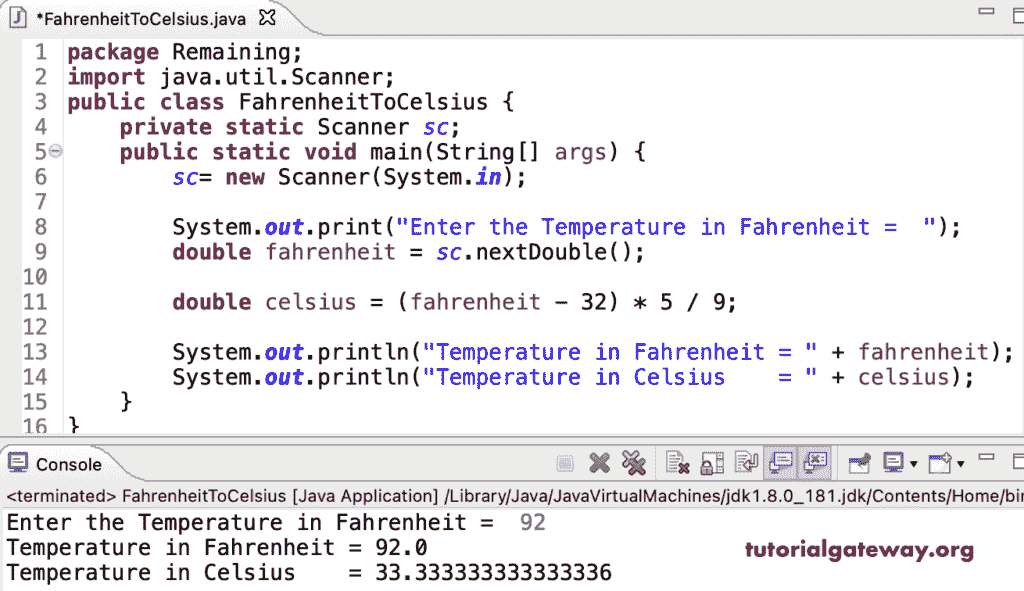 *FahrenheitToCelsius.java
1 package Remaining;
2 import java.util.Scanner;
3 public class FahrenheitToCelsius {
4     private static Scanner sc;
5     public static void main(String[] args) {
6         sc= new Scanner(System.in);
7
8         System.out.print("Enter the Temperature in Fahrenheit =  ");
9         double fahrenheit = sc.nextDouble();
10
11         double celsius = (fahrenheit - 32) * 5 / 9;
12
13         System.out.println("Temperature in Fahrenheit = " + fahrenheit);
14         System.out.println("Temperature in Celsius    = " + celsius);
15     }
16 }
Console
<terminated> FahrenheitToCelsius [Java Application] /Library/Java/JavaVirtualMachines/jdk1.8.0_181.jdk/Contents/Home/bin
Enter the Temperature in Fahrenheit =  92
Temperature in Fahrenheit = 92.0
Temperature in Celsius    = 33.333333333333336
tutorialgateway.org